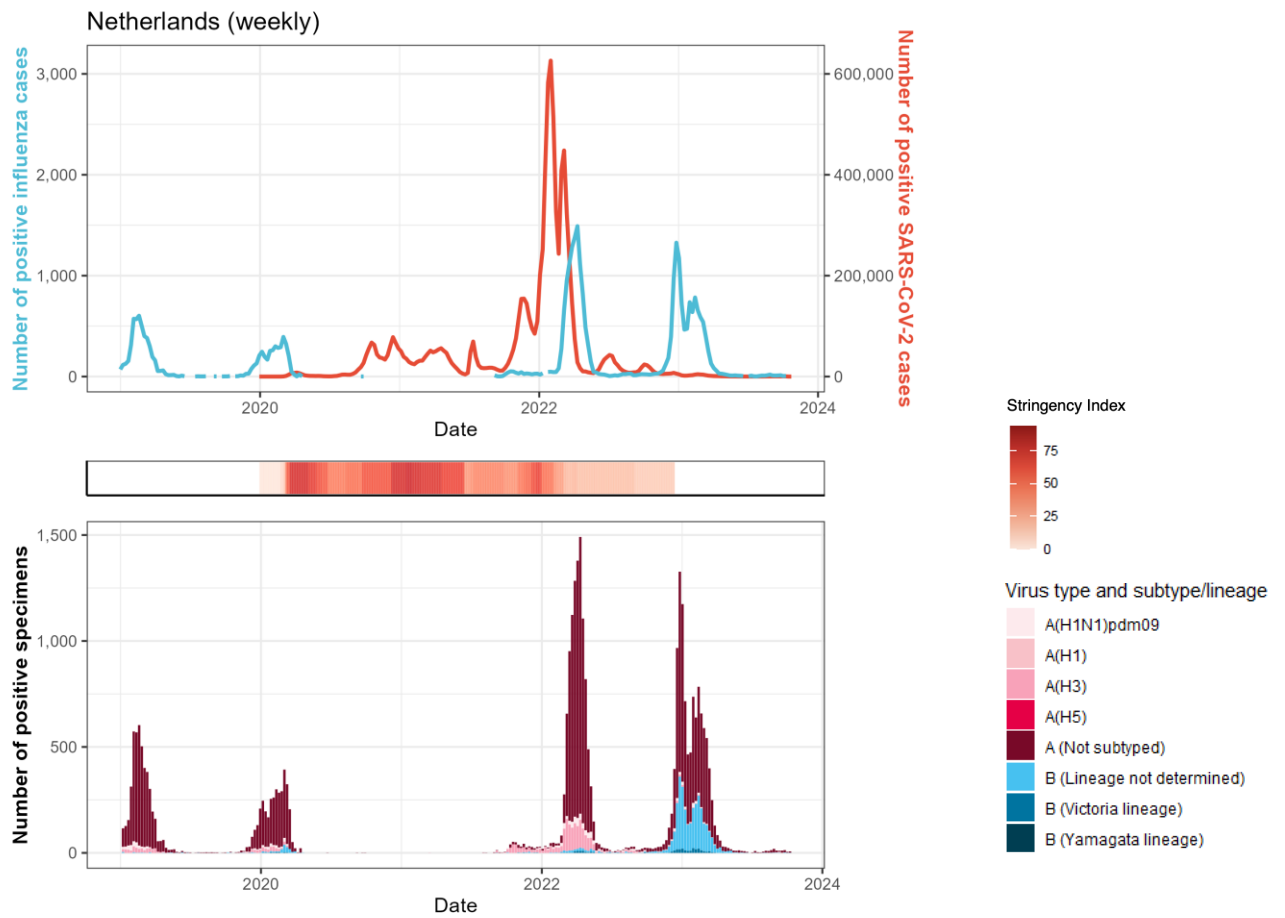 Netherlands (weekly)
Number of positive influenza cases
3,000
2,000
1,000
0
600,000
400,000
200,000
0
Number of positive SARS-CoV-2 cases
2020
2022
2024
Date
Stringency Index
75
50
25
0
Number of positive specimens
1,500
1,000
500
0
2020
2022
2024
Date
Virus type and subtype/lineage
A(H1N1)pdm09
A(H1)
A(H3)
A(H5)
A (Not subtyped)
B (Lineage not determined)
B (Victoria lineage)
B (Yamagata lineage)